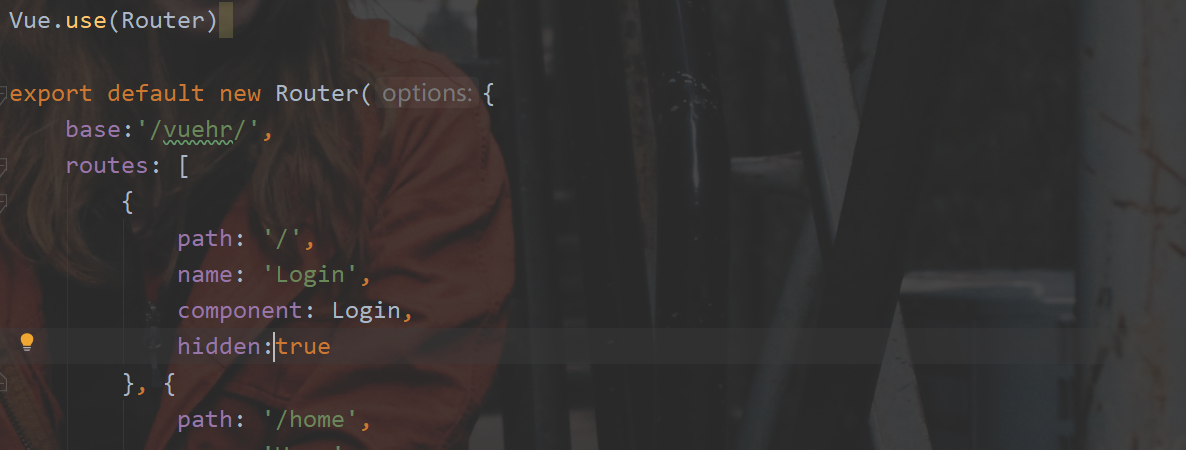 Vue.use(Router)
export default new Router( options: {
base:'/vuehr/',
routes: [
{
path: '/',
name: 'Login',
component: Login,
hidden:true
}, {
path: '/home',